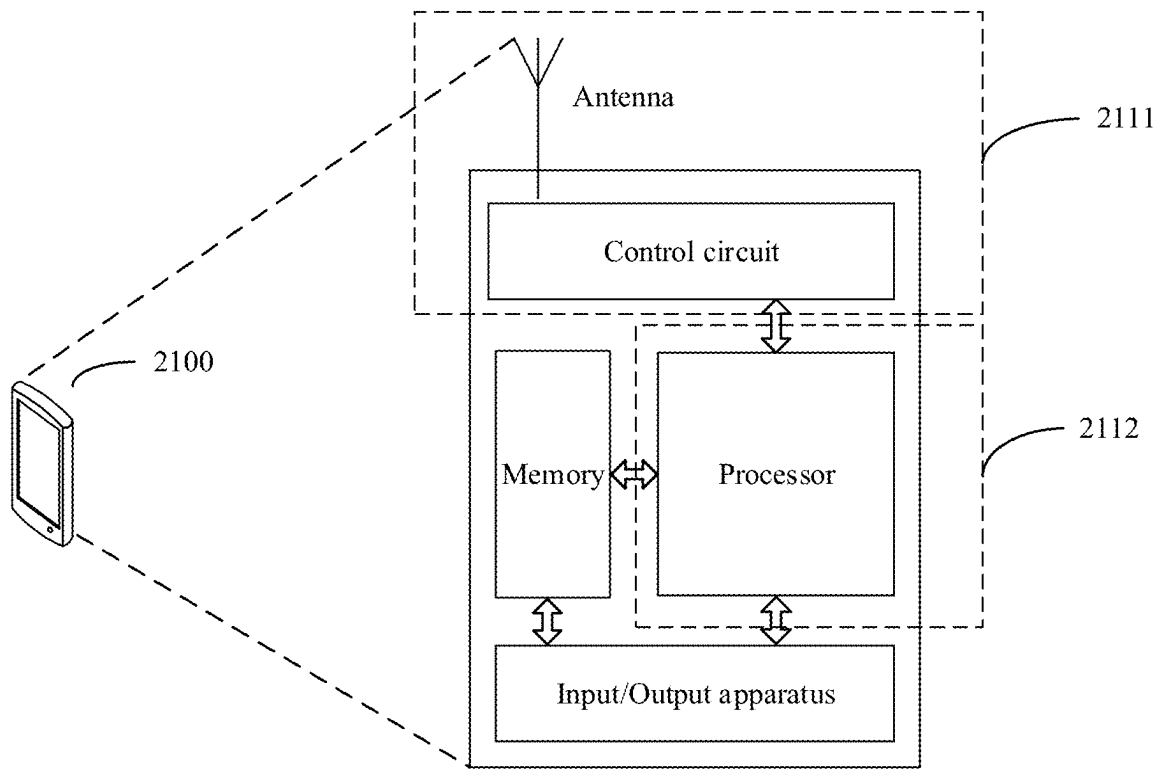 Antenna
2111
Control circuit
2100
2112
Memory
Processor
Input/Output apparatus